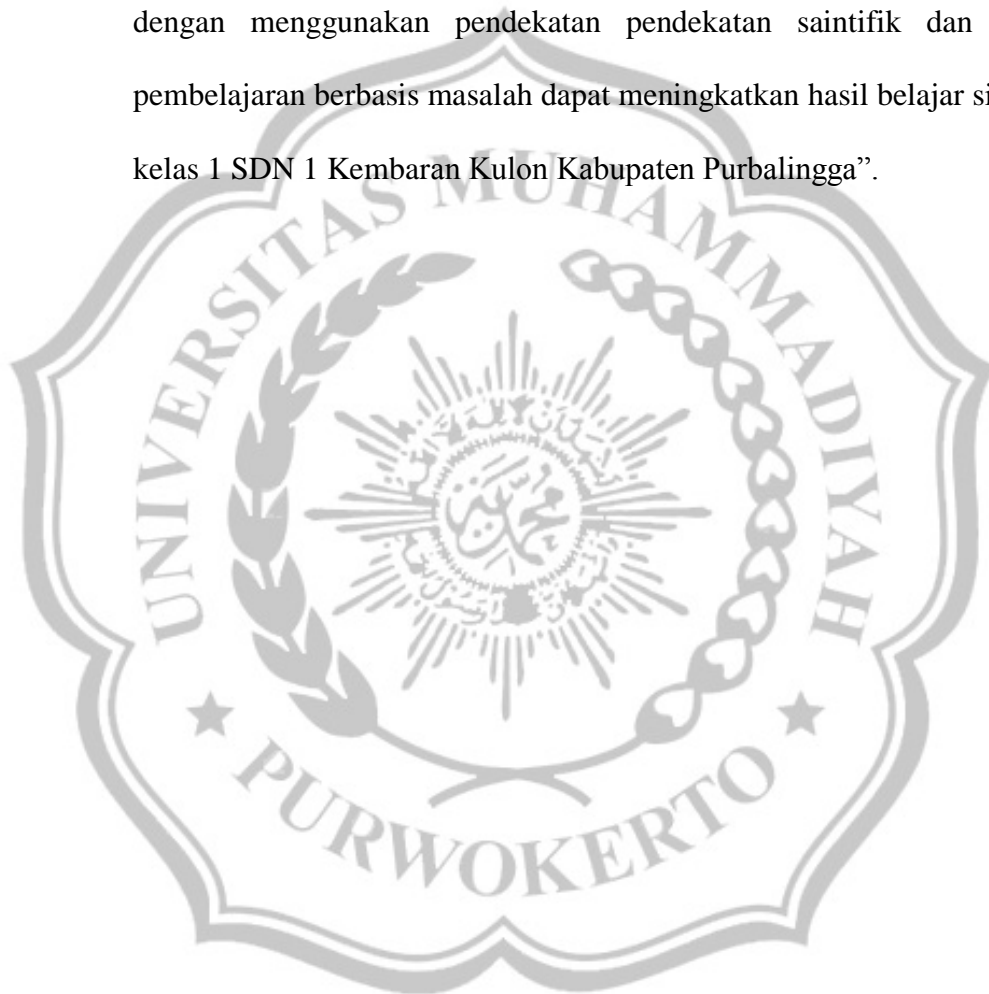 dengan menggunakan pendekatan pendekatan saintifik dan
pembelajaran berbasis masalah dapat meningkatkan hasil belajar si
kelas 1 SDN 1 Kembaran Kulon Kabupaten Purbalingga”.
UNIVERSITAS MUHAMMADIYAH
PURWOKERTO